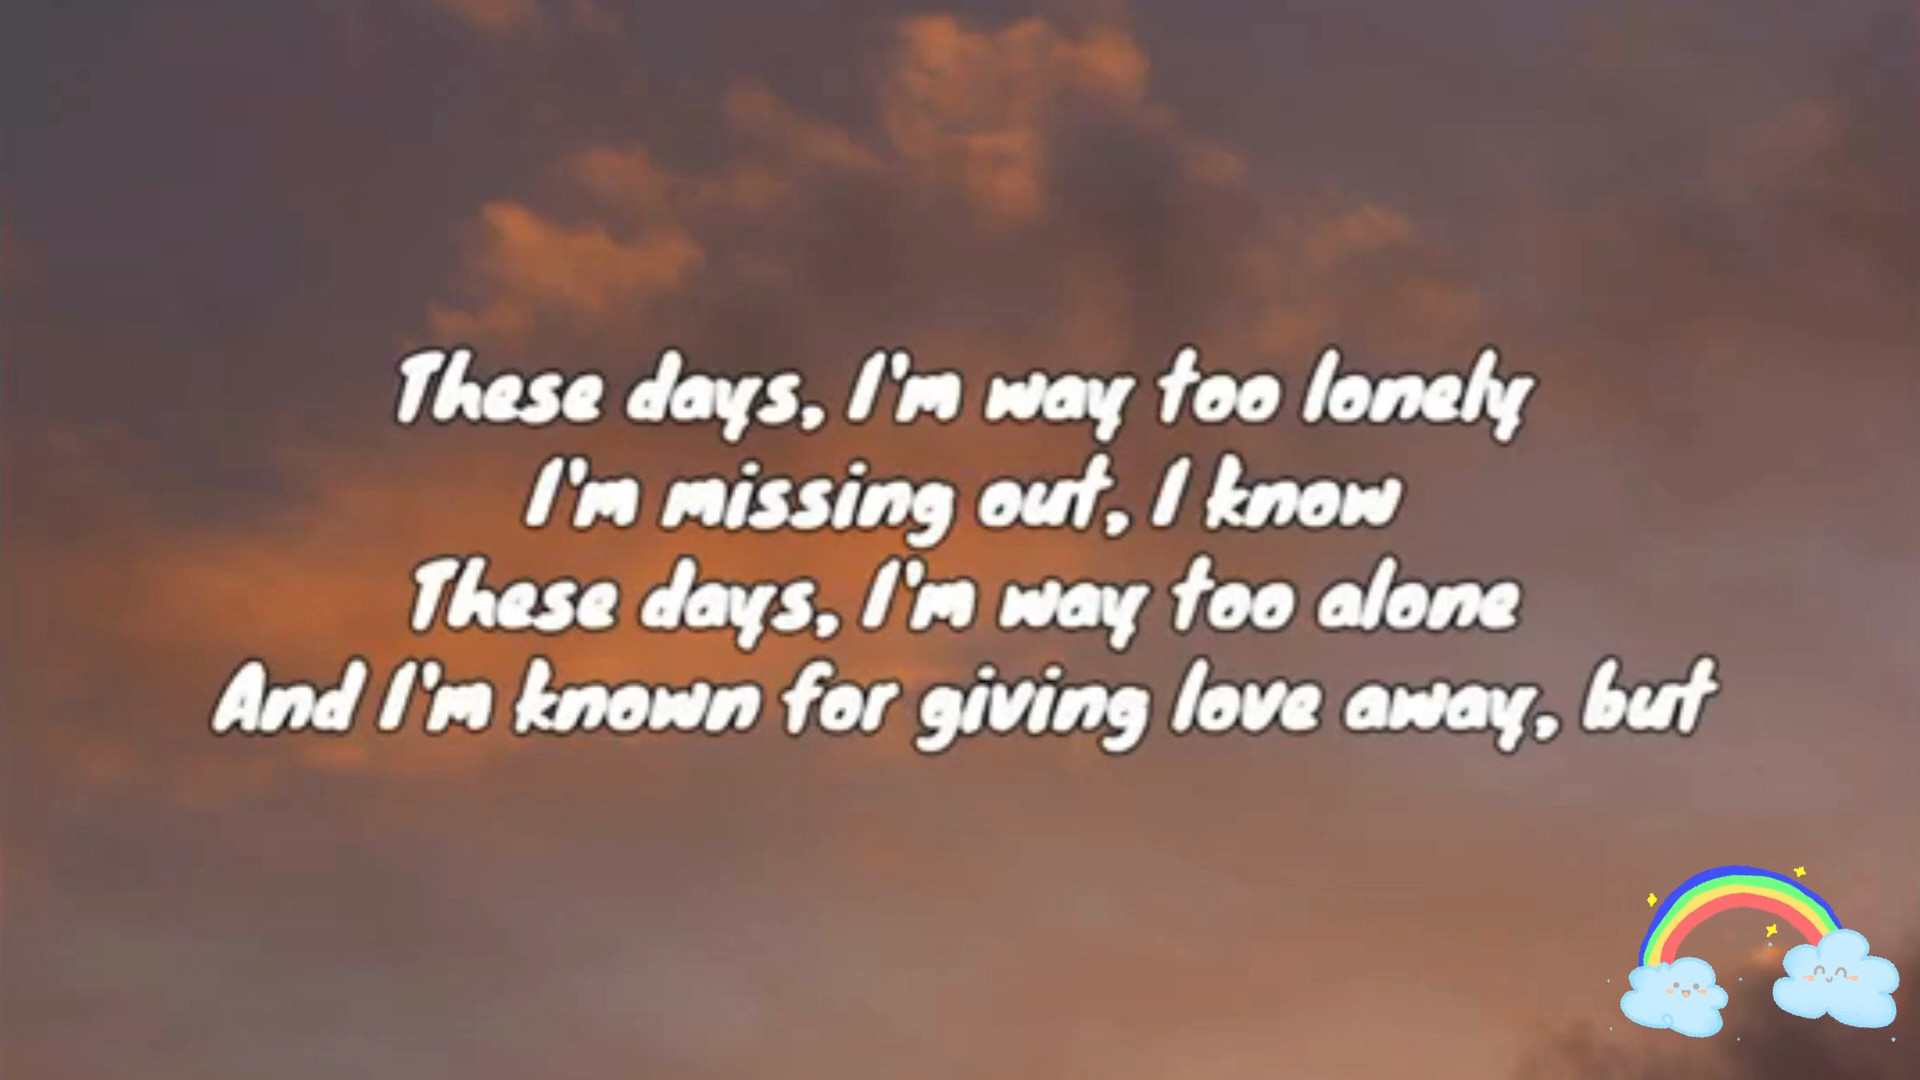 These days, I'm way too lonely
I'm missing out, I know
These days, I'm way too alone
And I'm known for giving love away, but